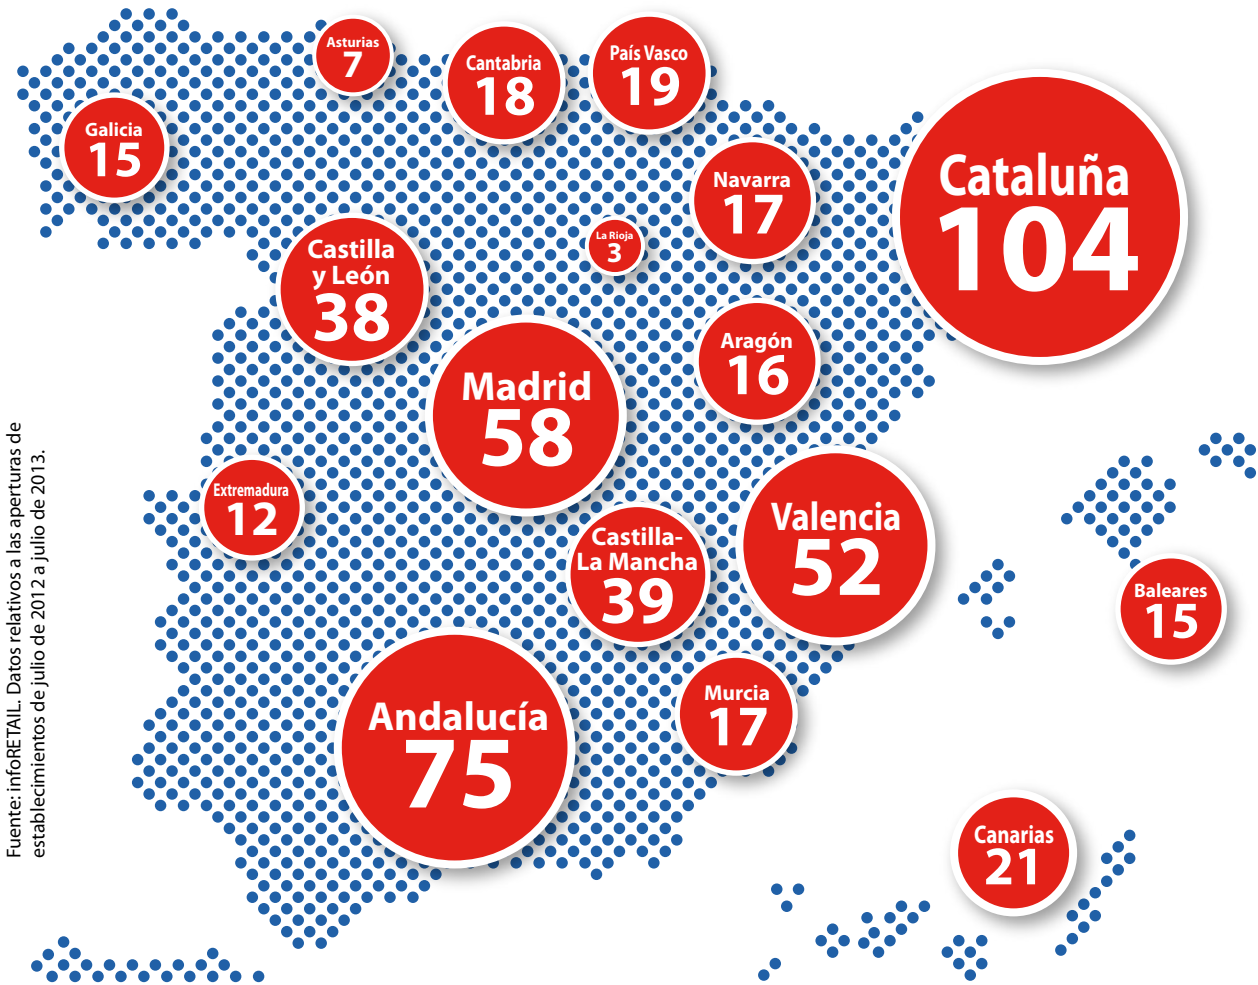 Asturias
7
Cantabria
18
País Vasco
19
Galicia
15
Navarra
17
Cataluña
104
La Rioja
3
Castilla
y León
38
Madrid
58
Aragón
16
Extremadura
12
Castilla-
La Mancha
39
Valencia
52
Baleares
15
Andalucía
75
Murcia
17
Canarias
21
Fuente: infoRETAIL. Datos relativos a las aperturas de
establecimientos de julio de 2012 a julio de 2013.